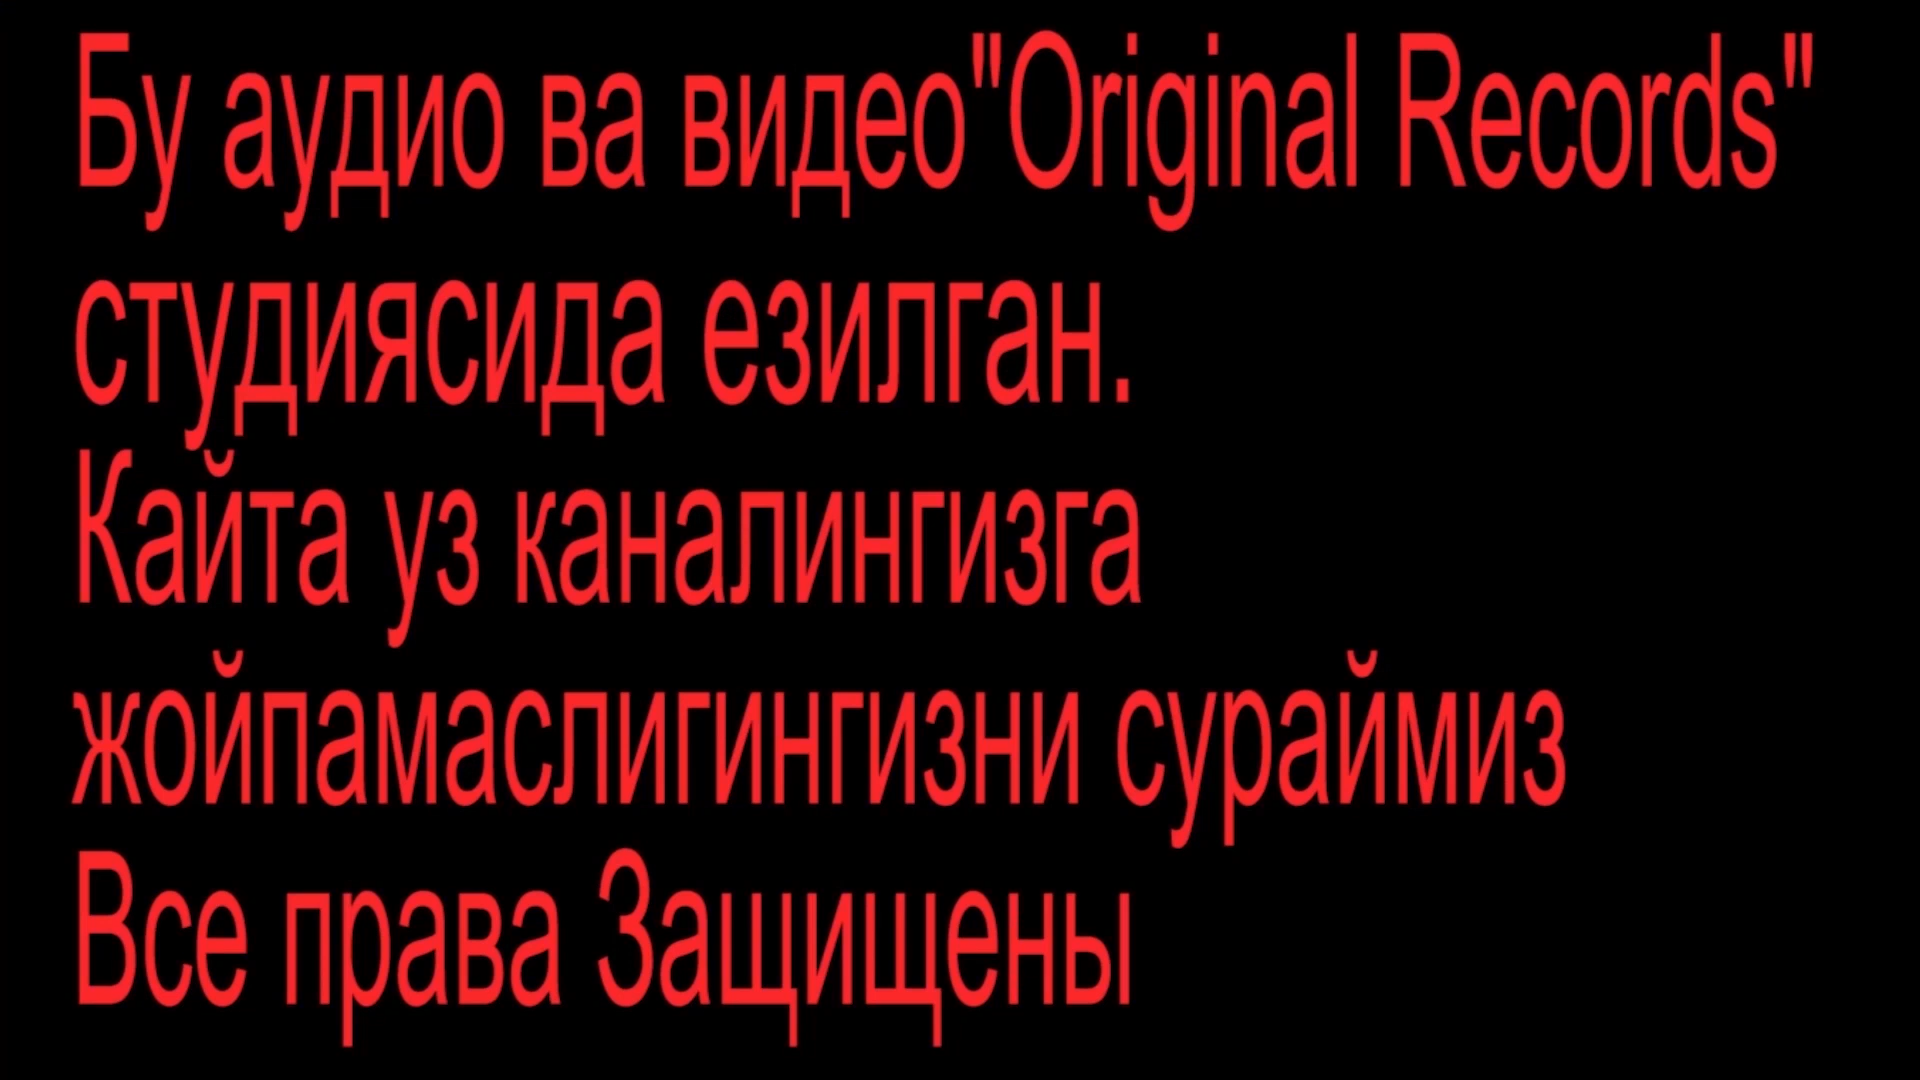 Бу аудио ва видео"Original Records"
студиясида езилган.
Кайта уз каналингизга
жойпамаслигингизни сураймиз
Все права Защищены